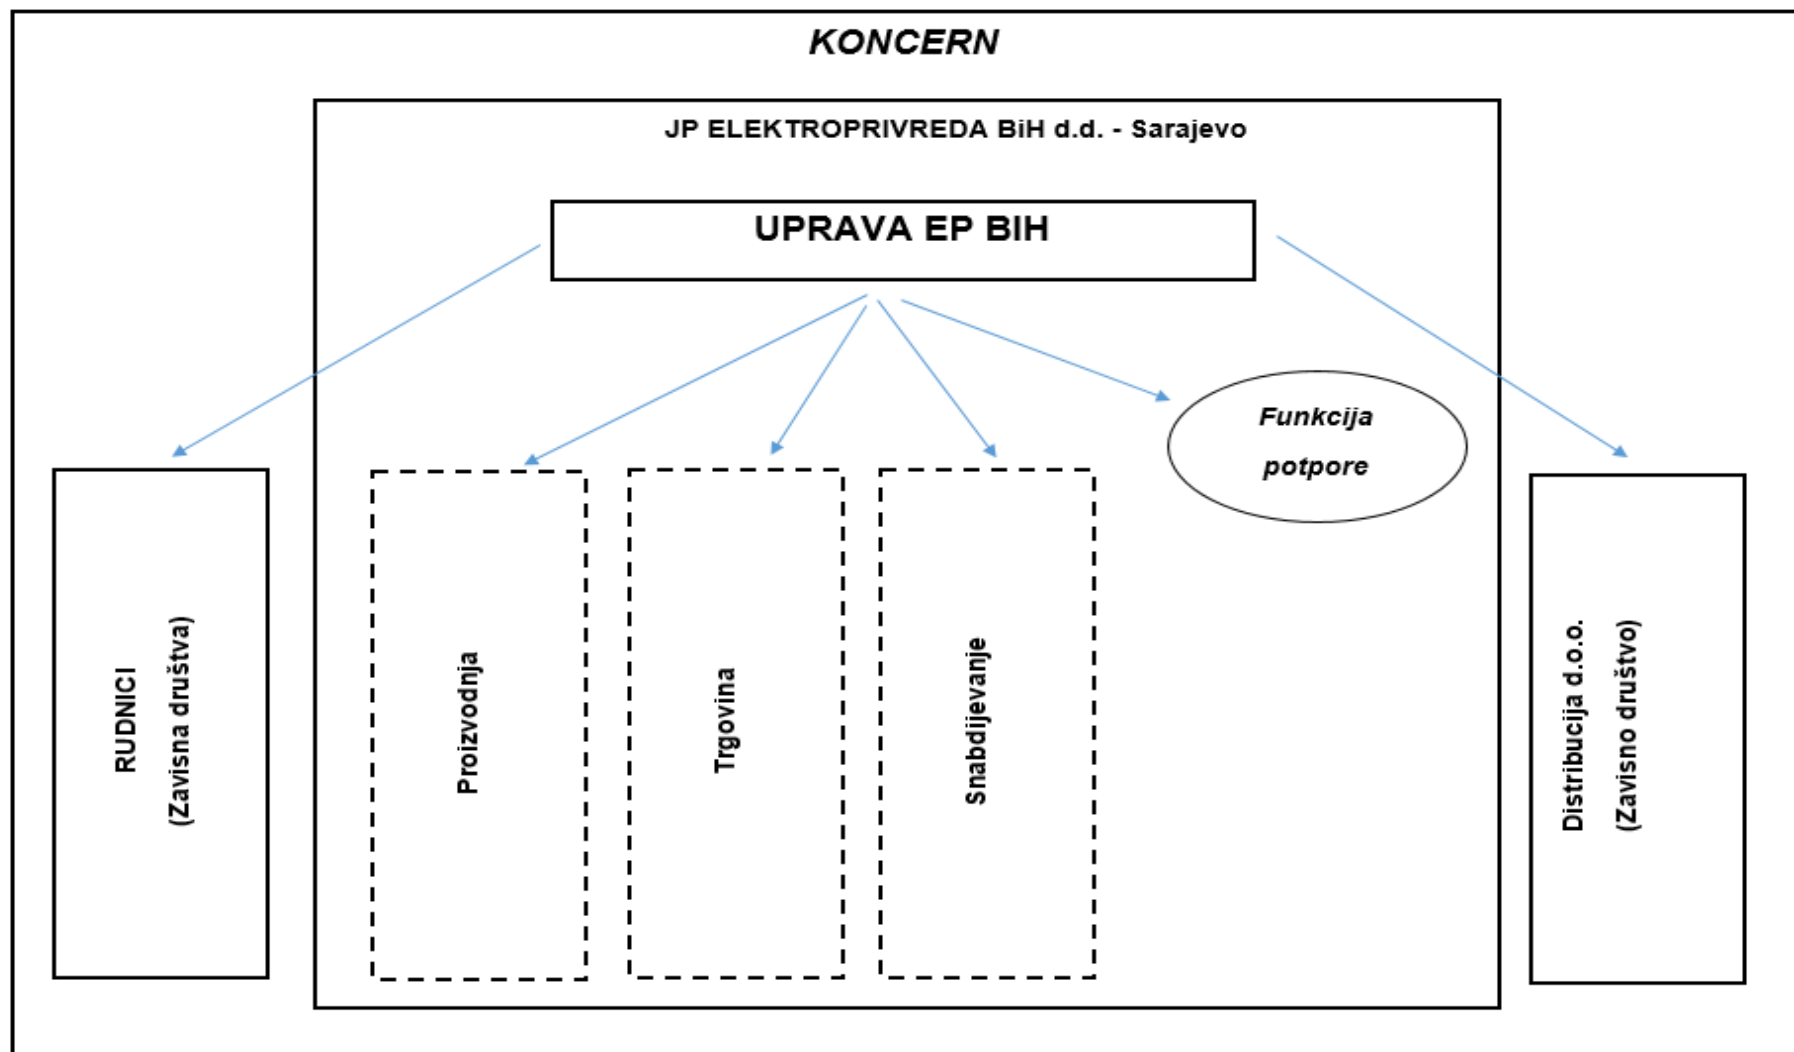 KONCERN
JP ELEKTROPRIVREDA BiH d.d. - Sarajevo
UPRAVA EP BIH
Funkcija
potpore
RUDNICI
(Zavisna društva)
Proizvodnja
Trgovina
Snabdijevanje
Distribucija d.o.o.
(Zavisno društvo)